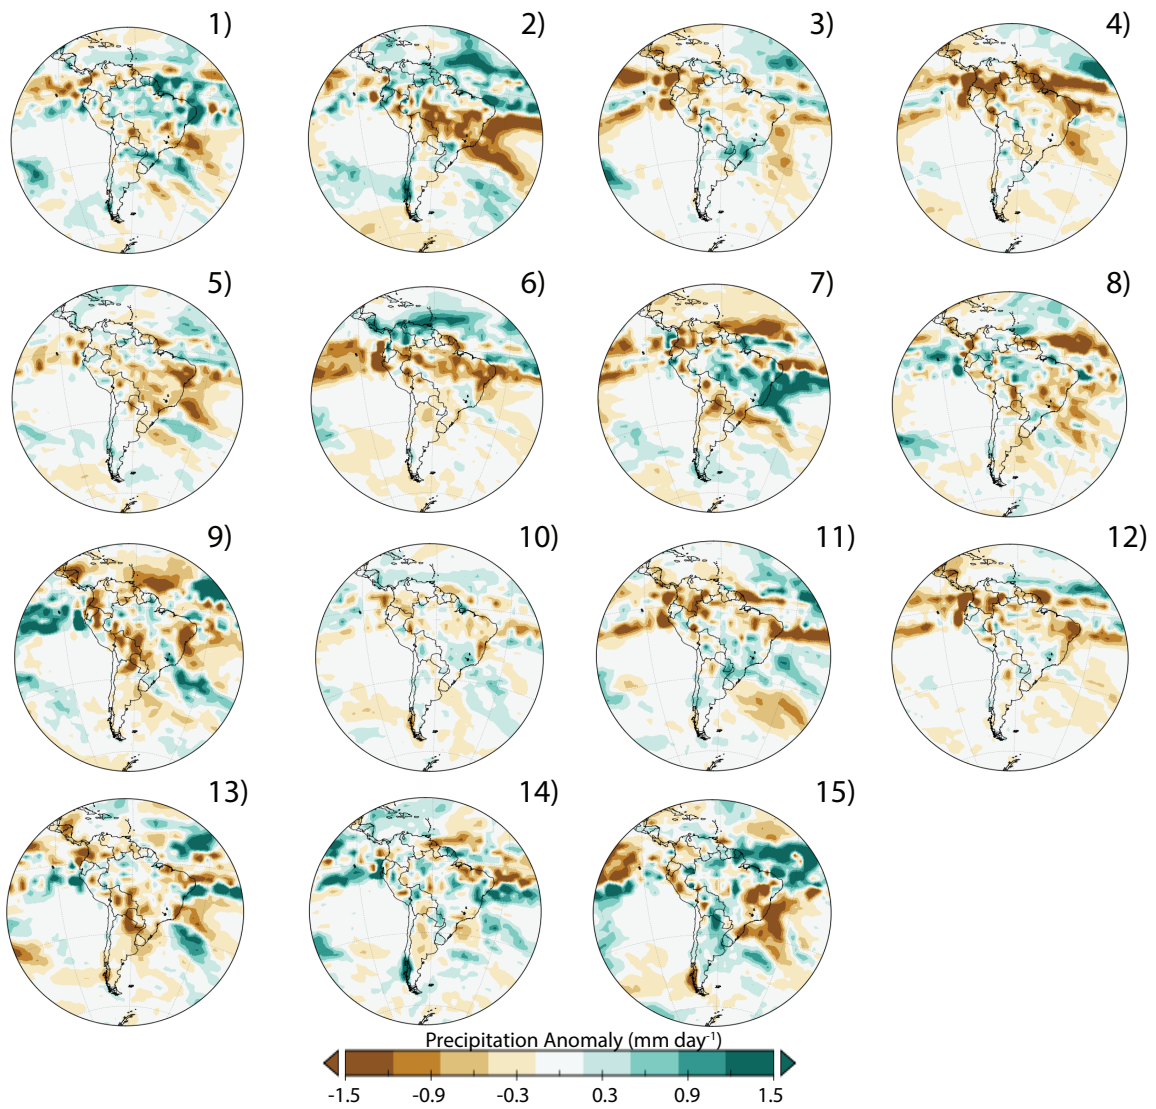 1) 2) 3) 4)
5) 6) 7) 8)
9) 10) 11) 12)
13) 14) 15)
Precipitation Anomaly (mm day⁻¹)
-1.5 -0.9 -0.3 0.3 0.9 1.5